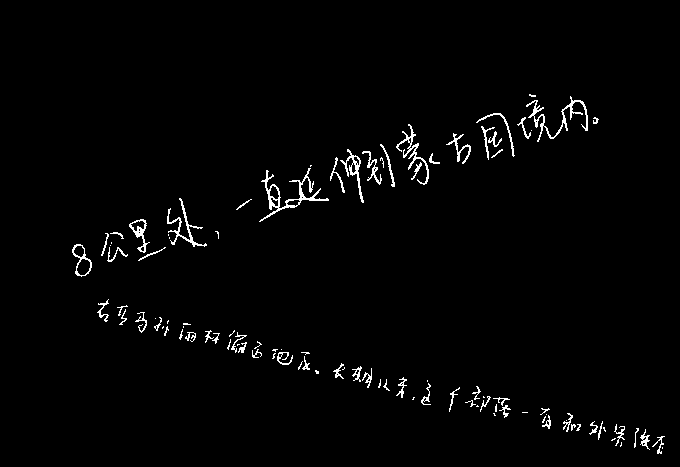 8公里处，一直延伸到蒙古国境内。
在亚马孙雨林偏远地区。长期以来，这个部落一直和外界隔离